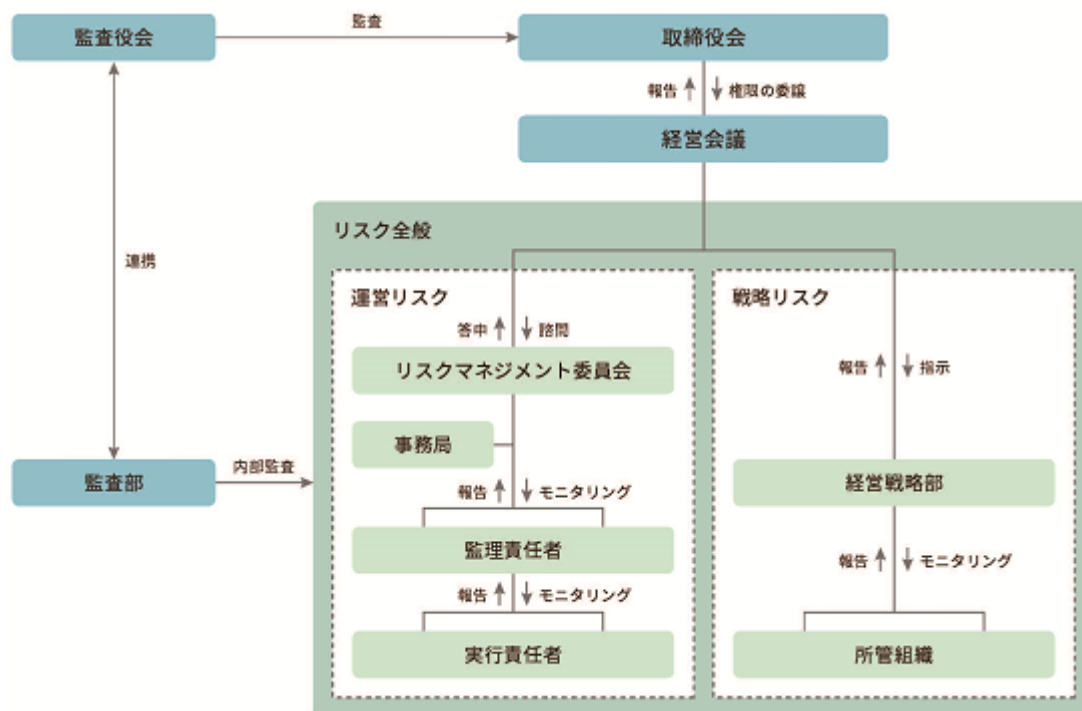 監査役会
監査
取締役会
報告
権限の委譲
経営会議
リスク全般
連携
運営リスク
戦略リスク
答申
諮問
リスクマネジメント委員会
報告
指示
事務局
監査部
内部監査
経営戦略部
報告
モニタリング
監理責任者
報告
モニタリング
報告
モニタリング
実行責任者
所管組織